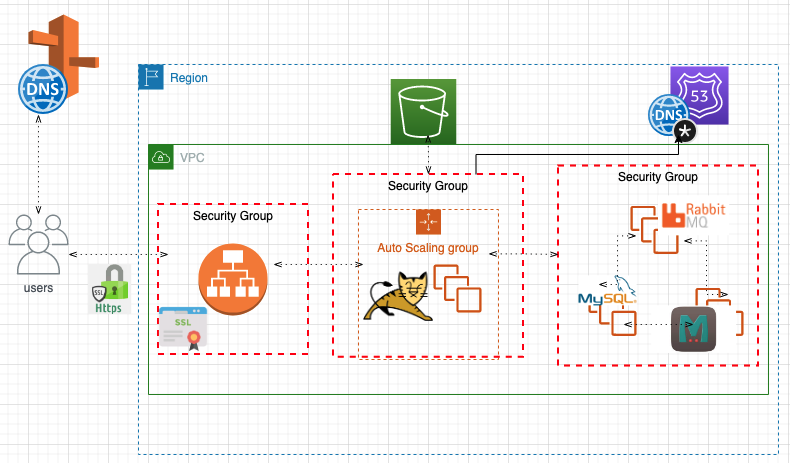 DNS
Region
53
DNS
*
VPC
Security Group
Security Group
Security Group
Rabbit
MQ
Auto Scaling group
users
SSL
Https
SSL
MySQL
M